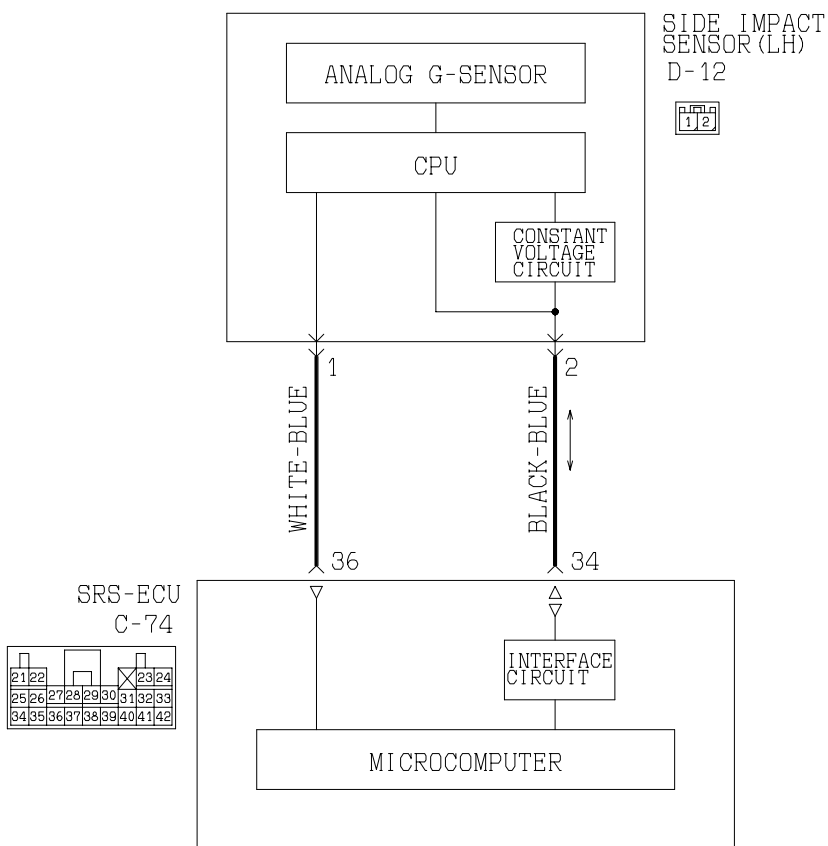 SIDE IMPACT
SENSOR(LH)
D-12
1 2
ANALOG G-SENSOR
CPU
CONSTANT
VOLTAGE
CIRCUIT
1
2
WHITE-BLUE
BLACK-BLUE
36
34
SRS-ECU
C-74
21 22 23 24
25 26 27 28 29 30 31 32 33
34 35 36 37 38 39 40 41 42
INTERFACE
CIRCUIT
MICROCOMPUTER